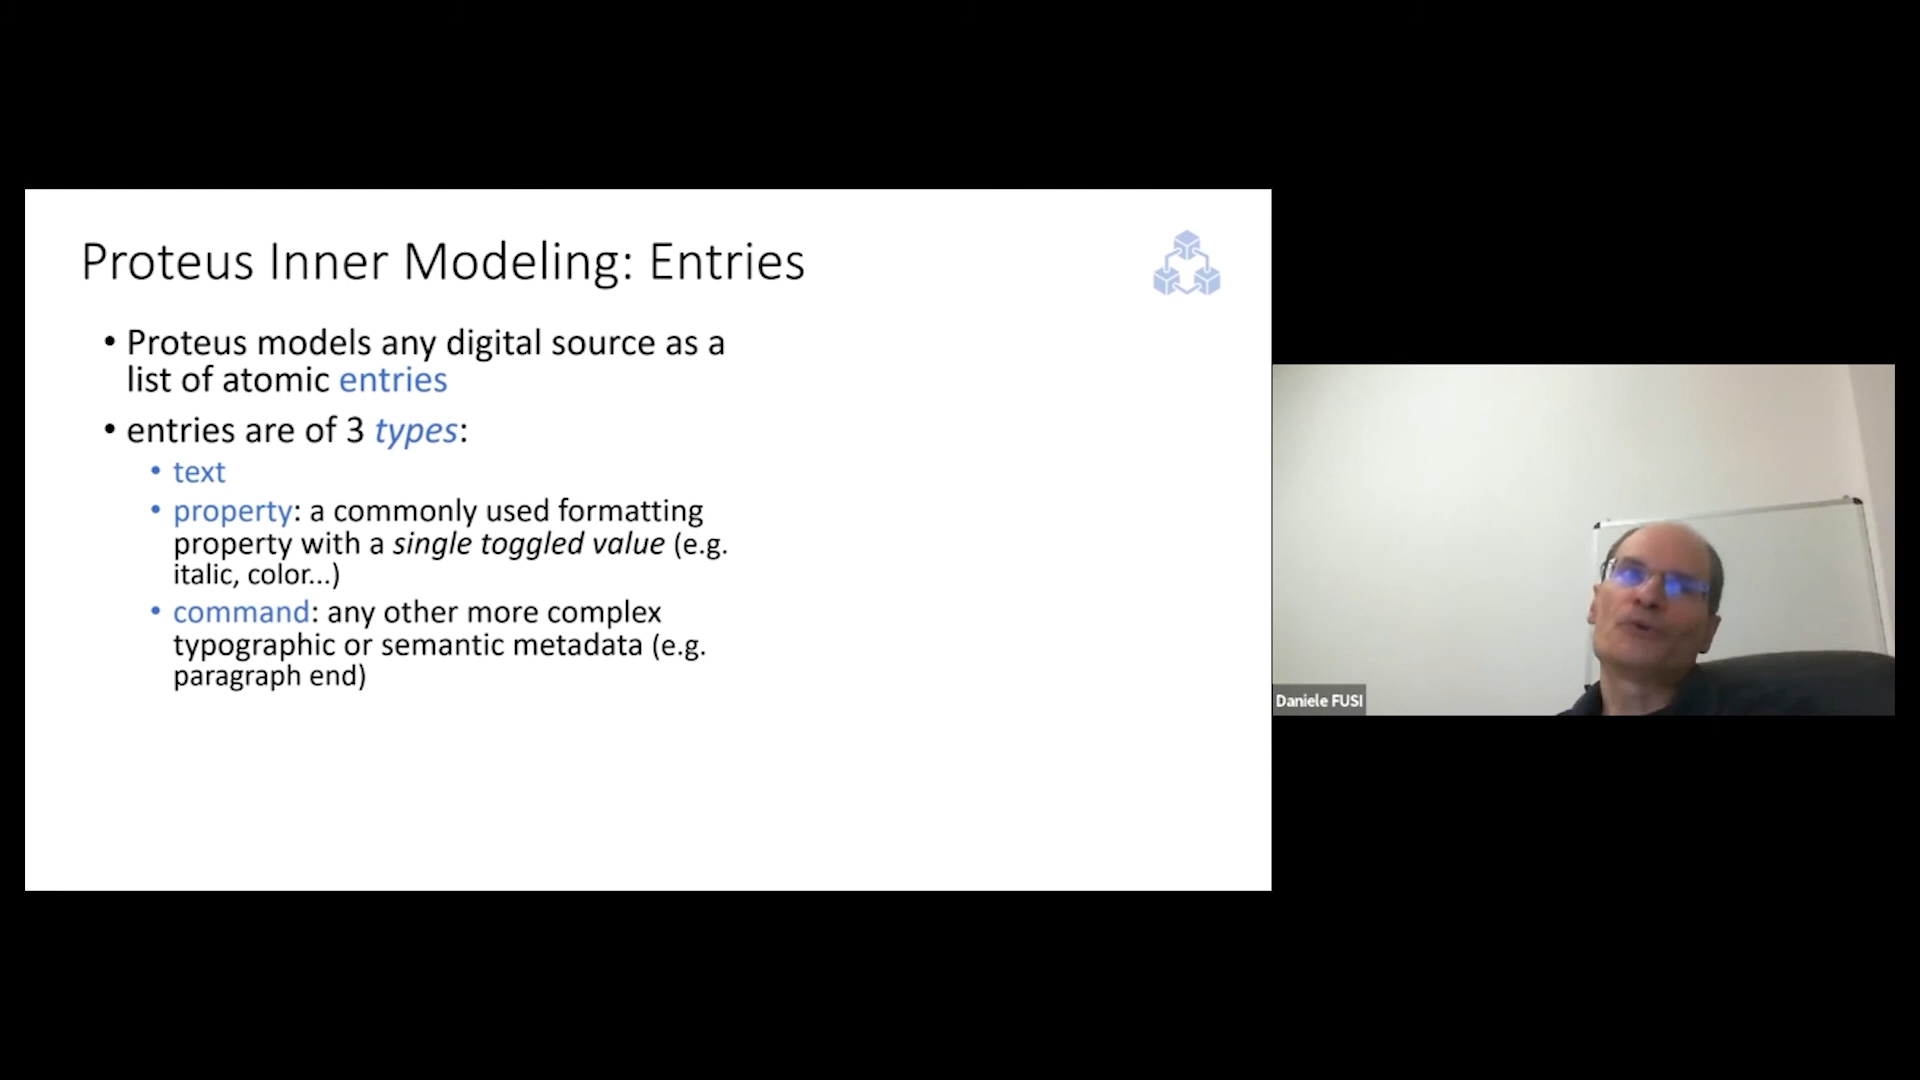 Proteus Inner Modeling: Entries
• Proteus models any digital source as a
list of atomic entries
• entries are of 3 types:
• text
• property: a commonly used formatting
property with a single toggled value (e.g.
italic, color...)
• command: any other more complex
typographic or semantic metadata (e.g.
paragraph end)
Daniele FUSI